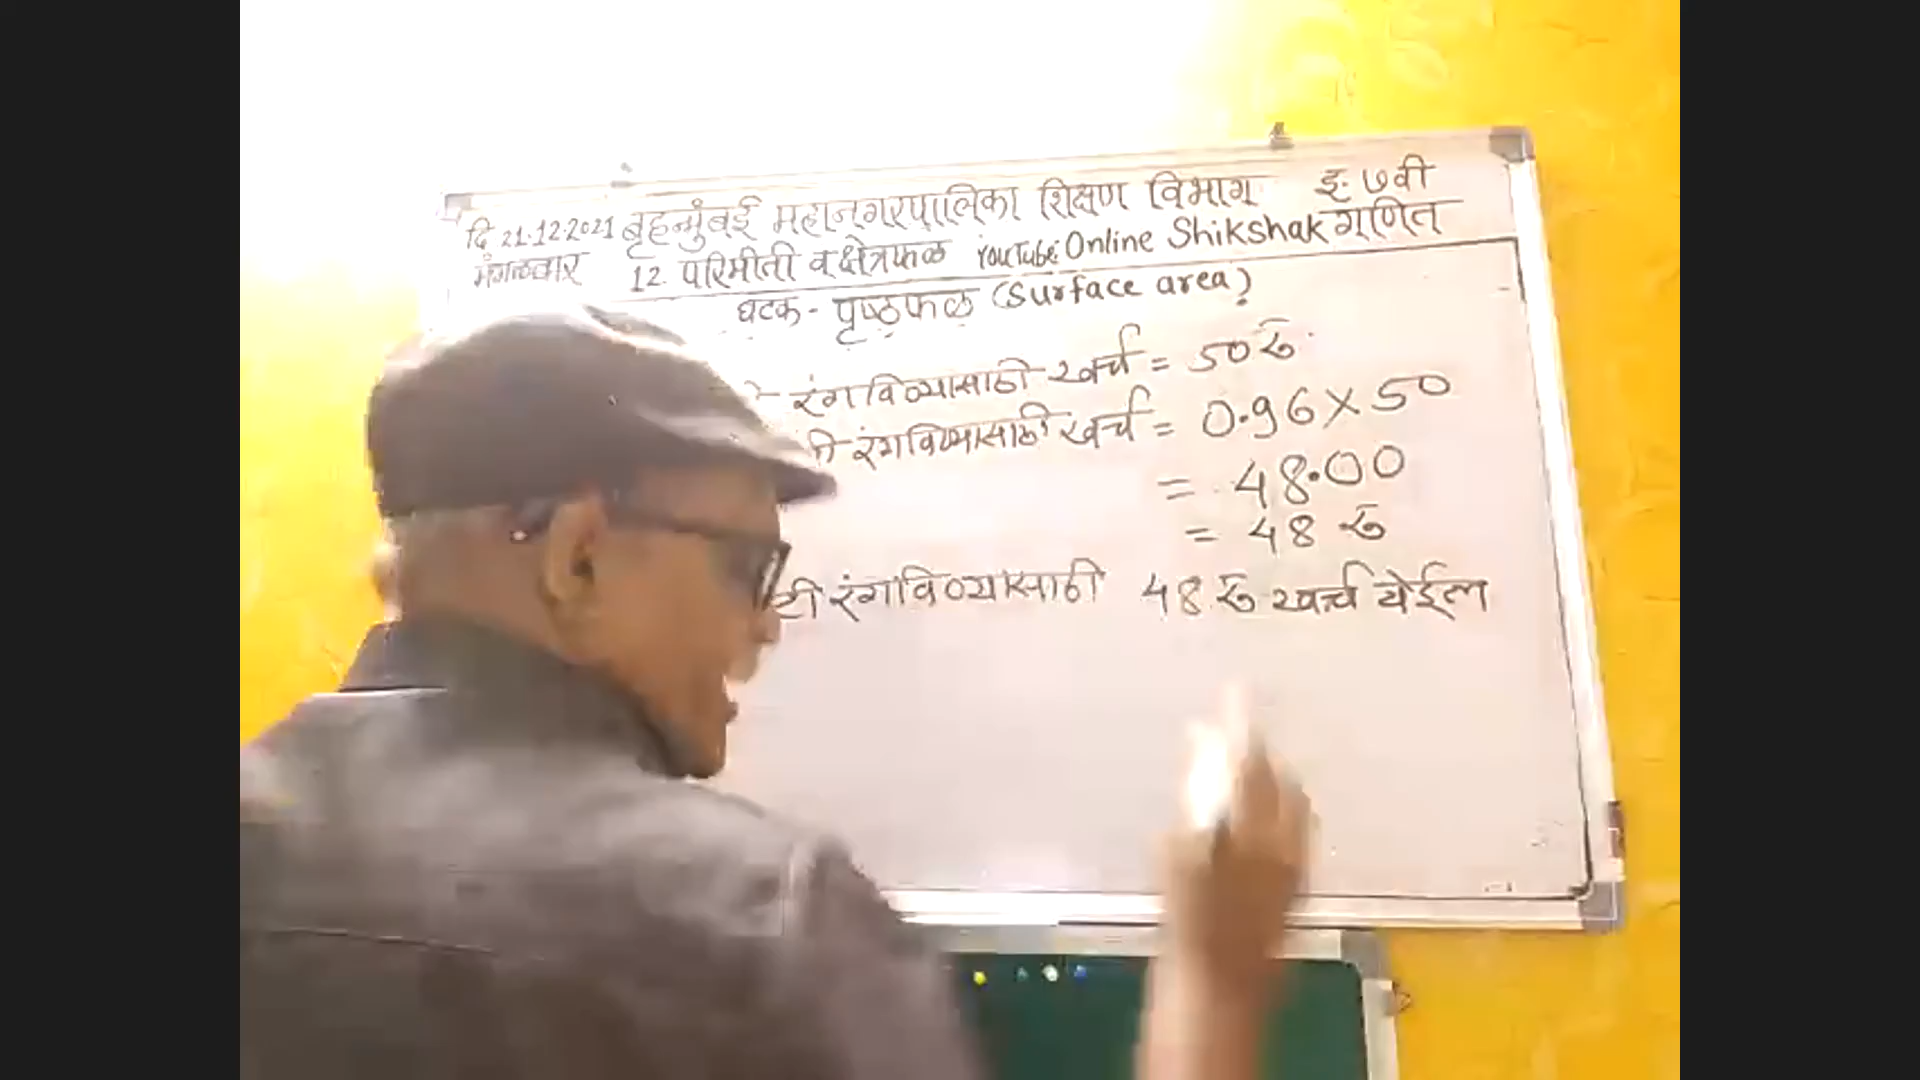 दि 21.12.2021 बृहन्मुंबई महानगरपालिका शिक्षण विभाग इ. ७वी
मंगळवार 12. परिमीती व क्षेत्रफळ YouTube: Online Shikshak गणित
घटक - पृष्ठफळ (Surface area)
रंगविण्यासाठी खर्च = 50 रु.
रंगविण्यासाठी खर्च = 0.96 × 50
= 48.00
= 48 रु
रंगविण्यासाठी 48 रु खर्च येईल